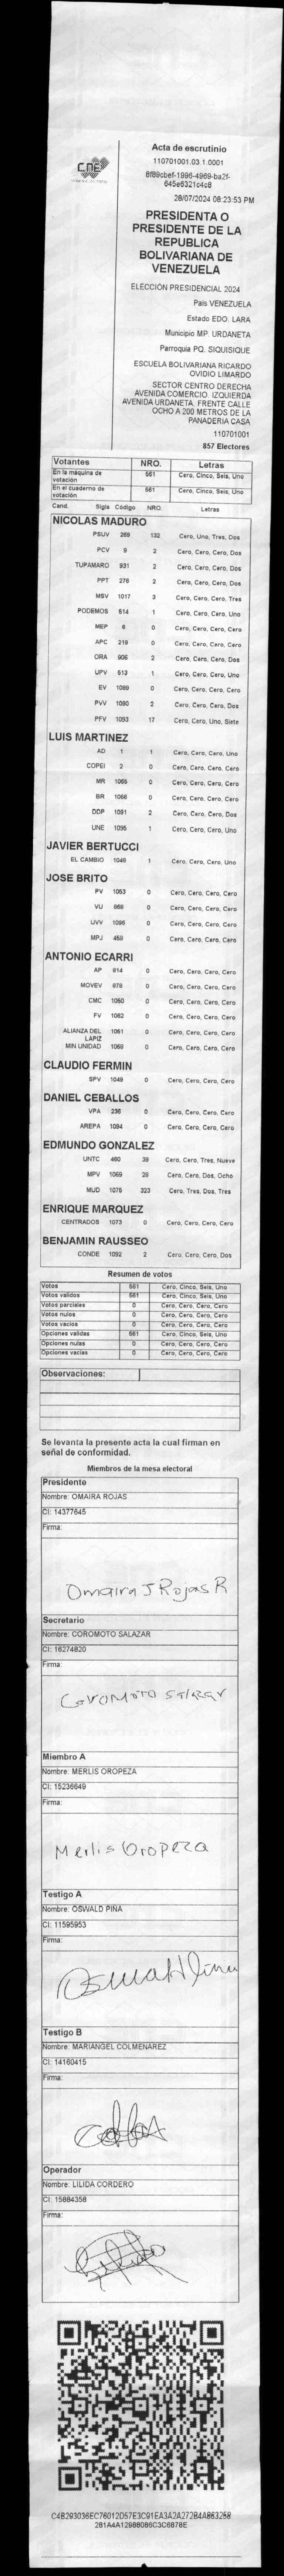 CNE
Acta de escrutinio
110701001.03.1.0001
8f89cbef-1996-4969-ba2f-
645e6321c4c8
28/07/2024 08:23:53 PM
PRESIDENTA O
PRESIDENTE DE LA
REPUBLICA
BOLIVARIANA DE
VENEZUELA
ELECCIÓN PRESIDENCIAL 2024
País VENEZUELA
Estado EDO. LARA
Municipio MP. URDANETA
Parroquia PQ. SIQUISIQUE
ESCUELA BOLIVARIANA RICARDO
OVIDIO LIMARDO
SECTOR CENTRO DERECHA
AVENIDA COMERCIO. IZQUIERDA
AVENIDA URDANETA. FRENTE CALLE
OCHO A 200 METROS DE LA
PANADERIA CASA
110701001
857 Electores
Votantes NRO. Letras
En la máquina de votación 561 Cero, Cinco, Seis, Uno
En el cuaderno de votación 561 Cero, Cinco, Seis, Uno
Cand. Sigla Código NRO. Letras
NICOLAS MADURO
PSUV 269 132 Cero, Uno, Tres, Dos
PCV 9 2 Cero, Cero, Cero, Dos
TUPAMARO 931 2 Cero, Cero, Cero, Dos
PPT 276 2 Cero, Cero, Cero, Dos
MSV 1017 3 Cero, Cero, Cero, Tres
PODEMOS 514 1 Cero, Cero, Cero, Uno
MEP 6 0 Cero, Cero, Cero, Cero
APC 219 0 Cero, Cero, Cero, Cero
ORA 906 2 Cero, Cero, Cero, Dos
UPV 513 1 Cero, Cero, Cero, Uno
EV 1089 0 Cero, Cero, Cero, Cero
PVV 1090 2 Cero, Cero, Cero, Dos
PFV 1093 17 Cero, Cero, Uno, Siete
LUIS MARTINEZ
AD 1 1 Cero, Cero, Cero, Uno
COPEI 2 0 Cero, Cero, Cero, Cero
MR 1065 0 Cero, Cero, Cero, Cero
BR 1066 0 Cero, Cero, Cero, Cero
DDP 1091 2 Cero, Cero, Cero, Dos
UNE 1095 1 Cero, Cero, Cero, Uno
JAVIER BERTUCCI
EL CAMBIO 1048 1 Cero, Cero, Cero, Uno
JOSE BRITO
PV 1053 0 Cero, Cero, Cero, Cero
VU 868 0 Cero, Cero, Cero, Cero
UVV 1096 0 Cero, Cero, Cero, Cero
MPJ 458 0 Cero, Cero, Cero, Cero
ANTONIO ECARRI
AP 914 0 Cero, Cero, Cero, Cero
MOVEV 978 0 Cero, Cero, Cero, Cero
CMC 1050 0 Cero, Cero, Cero, Cero
FV 1062 0 Cero, Cero, Cero, Cero
ALIANZA DEL LAPIZ 1061 0 Cero, Cero, Cero, Cero
MIN UNIDAD 1068 0 Cero, Cero, Cero, Cero
CLAUDIO FERMIN
SPV 1049 0 Cero, Cero, Cero, Cero
DANIEL CEBALLOS
VPA 236 0 Cero, Cero, Cero, Cero
AREPA 1094 0 Cero, Cero, Cero, Cero
EDMUNDO GONZALEZ
UNTC 460 39 Cero, Cero, Tres, Nueve
MPV 1069 28 Cero, Cero, Dos, Ocho
MUD 1075 323 Cero, Tres, Dos, Tres
ENRIQUE MARQUEZ
CENTRADOS 1073 0 Cero, Cero, Cero, Cero
BENJAMIN RAUSSEO
CONDE 1092 2 Cero, Cero, Cero, Dos
Resumen de votos
Votos 561 Cero, Cinco, Seis, Uno
Votos validos 561 Cero, Cinco, Seis, Uno
Votos parciales 0 Cero, Cero, Cero, Cero
Votos nulos 0 Cero, Cero, Cero, Cero
Votos vacios 0 Cero, Cero, Cero, Cero
Opciones validas 561 Cero, Cinco, Seis, Uno
Opciones nulas 0 Cero, Cero, Cero, Cero
Opciones vacias 0 Cero, Cero, Cero, Cero
Observaciones:
Se levanta la presente acta la cual firman en
señal de conformidad.
Miembros de la mesa electoral
Presidente
Nombre: OMAIRA ROJAS
CI: 14377645
Firma:
Omaira J Rojas R
Secretario
Nombre: COROMOTO SALAZAR
CI: 16274820
Firma:
Coromoto Salazar
Miembro A
Nombre: MERLIS OROPEZA
CI: 15236649
Firma:
Merlis Oropeza
Testigo A
Nombre: OSWALD PIÑA
CI: 11595953
Firma:
Testigo B
Nombre: MARIANGEL COLMENAREZ
CI: 14160415
Firma:
Operador
Nombre: LILIDA CORDERO
CI: 15884358
Firma:
C4B293036EC76012D57E3C91EA3A2A272B4A863258
281A4A12988086C3C6878E